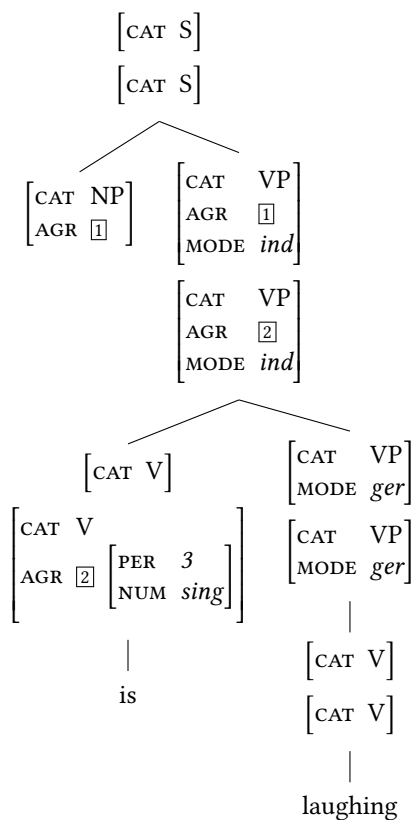 [CAT S]
[CAT S]
[CAT NP
AGR 1]
[CAT VP
AGR 1
MODE ind]
[CAT VP
AGR 2
MODE ind]
[CAT V]
[CAT V
AGR 2 [PER 3
NUM sing]]
is
[CAT VP
MODE ger]
[CAT VP
MODE ger]
[CAT V]
[CAT V]
laughing